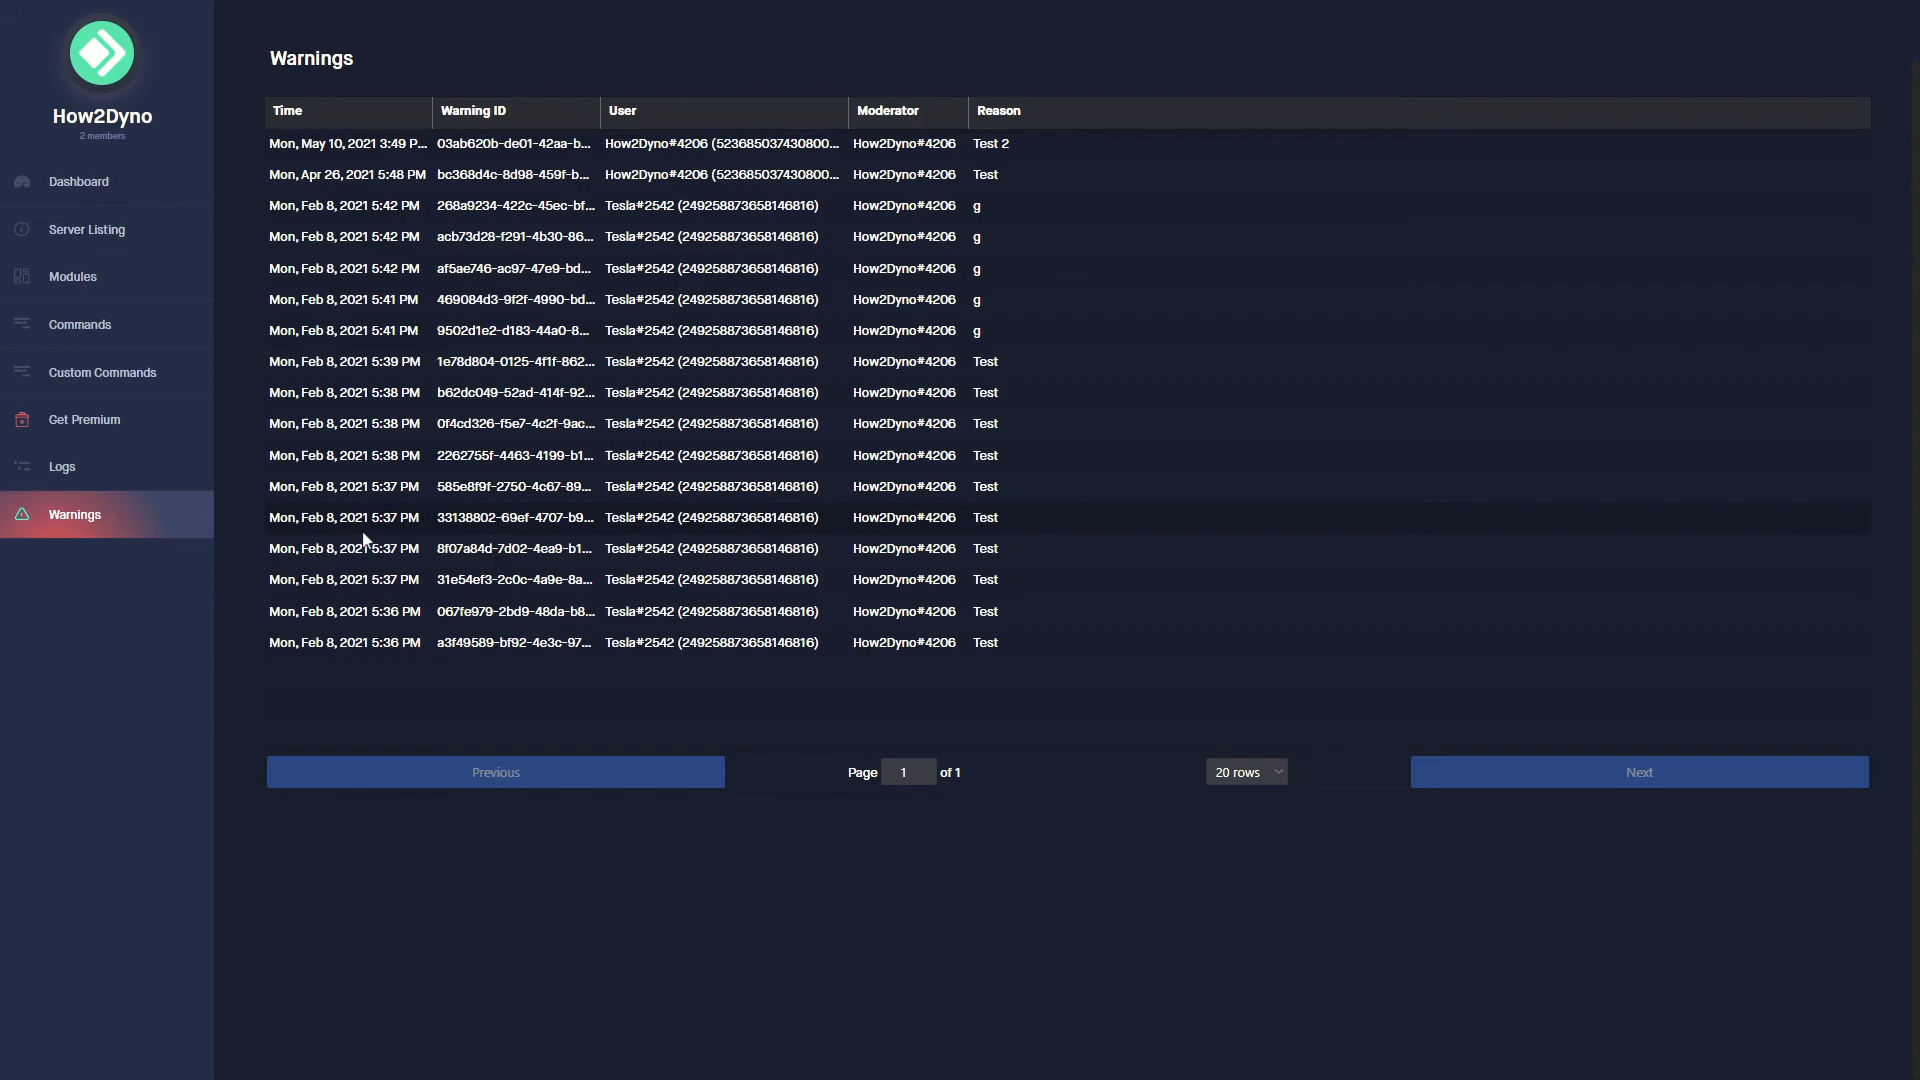 How2Dyno
2 members
Dashboard
Server Listing
Modules
Commands
Custom Commands
Get Premium
Logs
Warnings
Warnings
Time Warning ID User Moderator Reason
Mon, May 10, 2021 3:49 P... 03ab620b-de01-42aa-b... How2Dyno#4206 (523685037430800... How2Dyno#4206 Test 2
Mon, Apr 26, 2021 5:48 PM bc368d4c-8d98-459f-b... How2Dyno#4206 (523685037430800... How2Dyno#4206 Test
Mon, Feb 8, 2021 5:42 PM 268a9234-422c-45ec-bf... Tesla#2542 (249258873658146816) How2Dyno#4206 g
Mon, Feb 8, 2021 5:42 PM acb73d28-f291-4b30-86... Tesla#2542 (249258873658146816) How2Dyno#4206 g
Mon, Feb 8, 2021 5:42 PM af5ae746-ac97-47e9-bd... Tesla#2542 (249258873658146816) How2Dyno#4206 g
Mon, Feb 8, 2021 5:41 PM 469084d3-9f2f-4990-bd... Tesla#2542 (249258873658146816) How2Dyno#4206 g
Mon, Feb 8, 2021 5:41 PM 9502d1e2-d183-44a0-8... Tesla#2542 (249258873658146816) How2Dyno#4206 g
Mon, Feb 8, 2021 5:39 PM 1e78d804-0125-4f1f-862... Tesla#2542 (249258873658146816) How2Dyno#4206 Test
Mon, Feb 8, 2021 5:38 PM b62dc049-52ad-414f-92... Tesla#2542 (249258873658146816) How2Dyno#4206 Test
Mon, Feb 8, 2021 5:38 PM 0f4cd326-f5e7-4c2f-9ac... Tesla#2542 (249258873658146816) How2Dyno#4206 Test
Mon, Feb 8, 2021 5:38 PM 2262755f-4463-4199-b1... Tesla#2542 (249258873658146816) How2Dyno#4206 Test
Mon, Feb 8, 2021 5:37 PM 585e8f9f-2750-4c67-89... Tesla#2542 (249258873658146816) How2Dyno#4206 Test
Mon, Feb 8, 2021 5:37 PM 33138802-69ef-4707-b9... Tesla#2542 (249258873658146816) How2Dyno#4206 Test
Mon, Feb 8, 2021 5:37 PM 8f07a84d-7d02-4ea9-b1... Tesla#2542 (249258873658146816) How2Dyno#4206 Test
Mon, Feb 8, 2021 5:37 PM 31e54ef3-2c0c-4a9e-8a... Tesla#2542 (249258873658146816) How2Dyno#4206 Test
Mon, Feb 8, 2021 5:36 PM 067fe979-2bd9-48da-b8... Tesla#2542 (249258873658146816) How2Dyno#4206 Test
Mon, Feb 8, 2021 5:36 PM a3f49589-bf92-4e3c-97... Tesla#2542 (249258873658146816) How2Dyno#4206 Test
Previous Page 1 of 1 20 rows Next